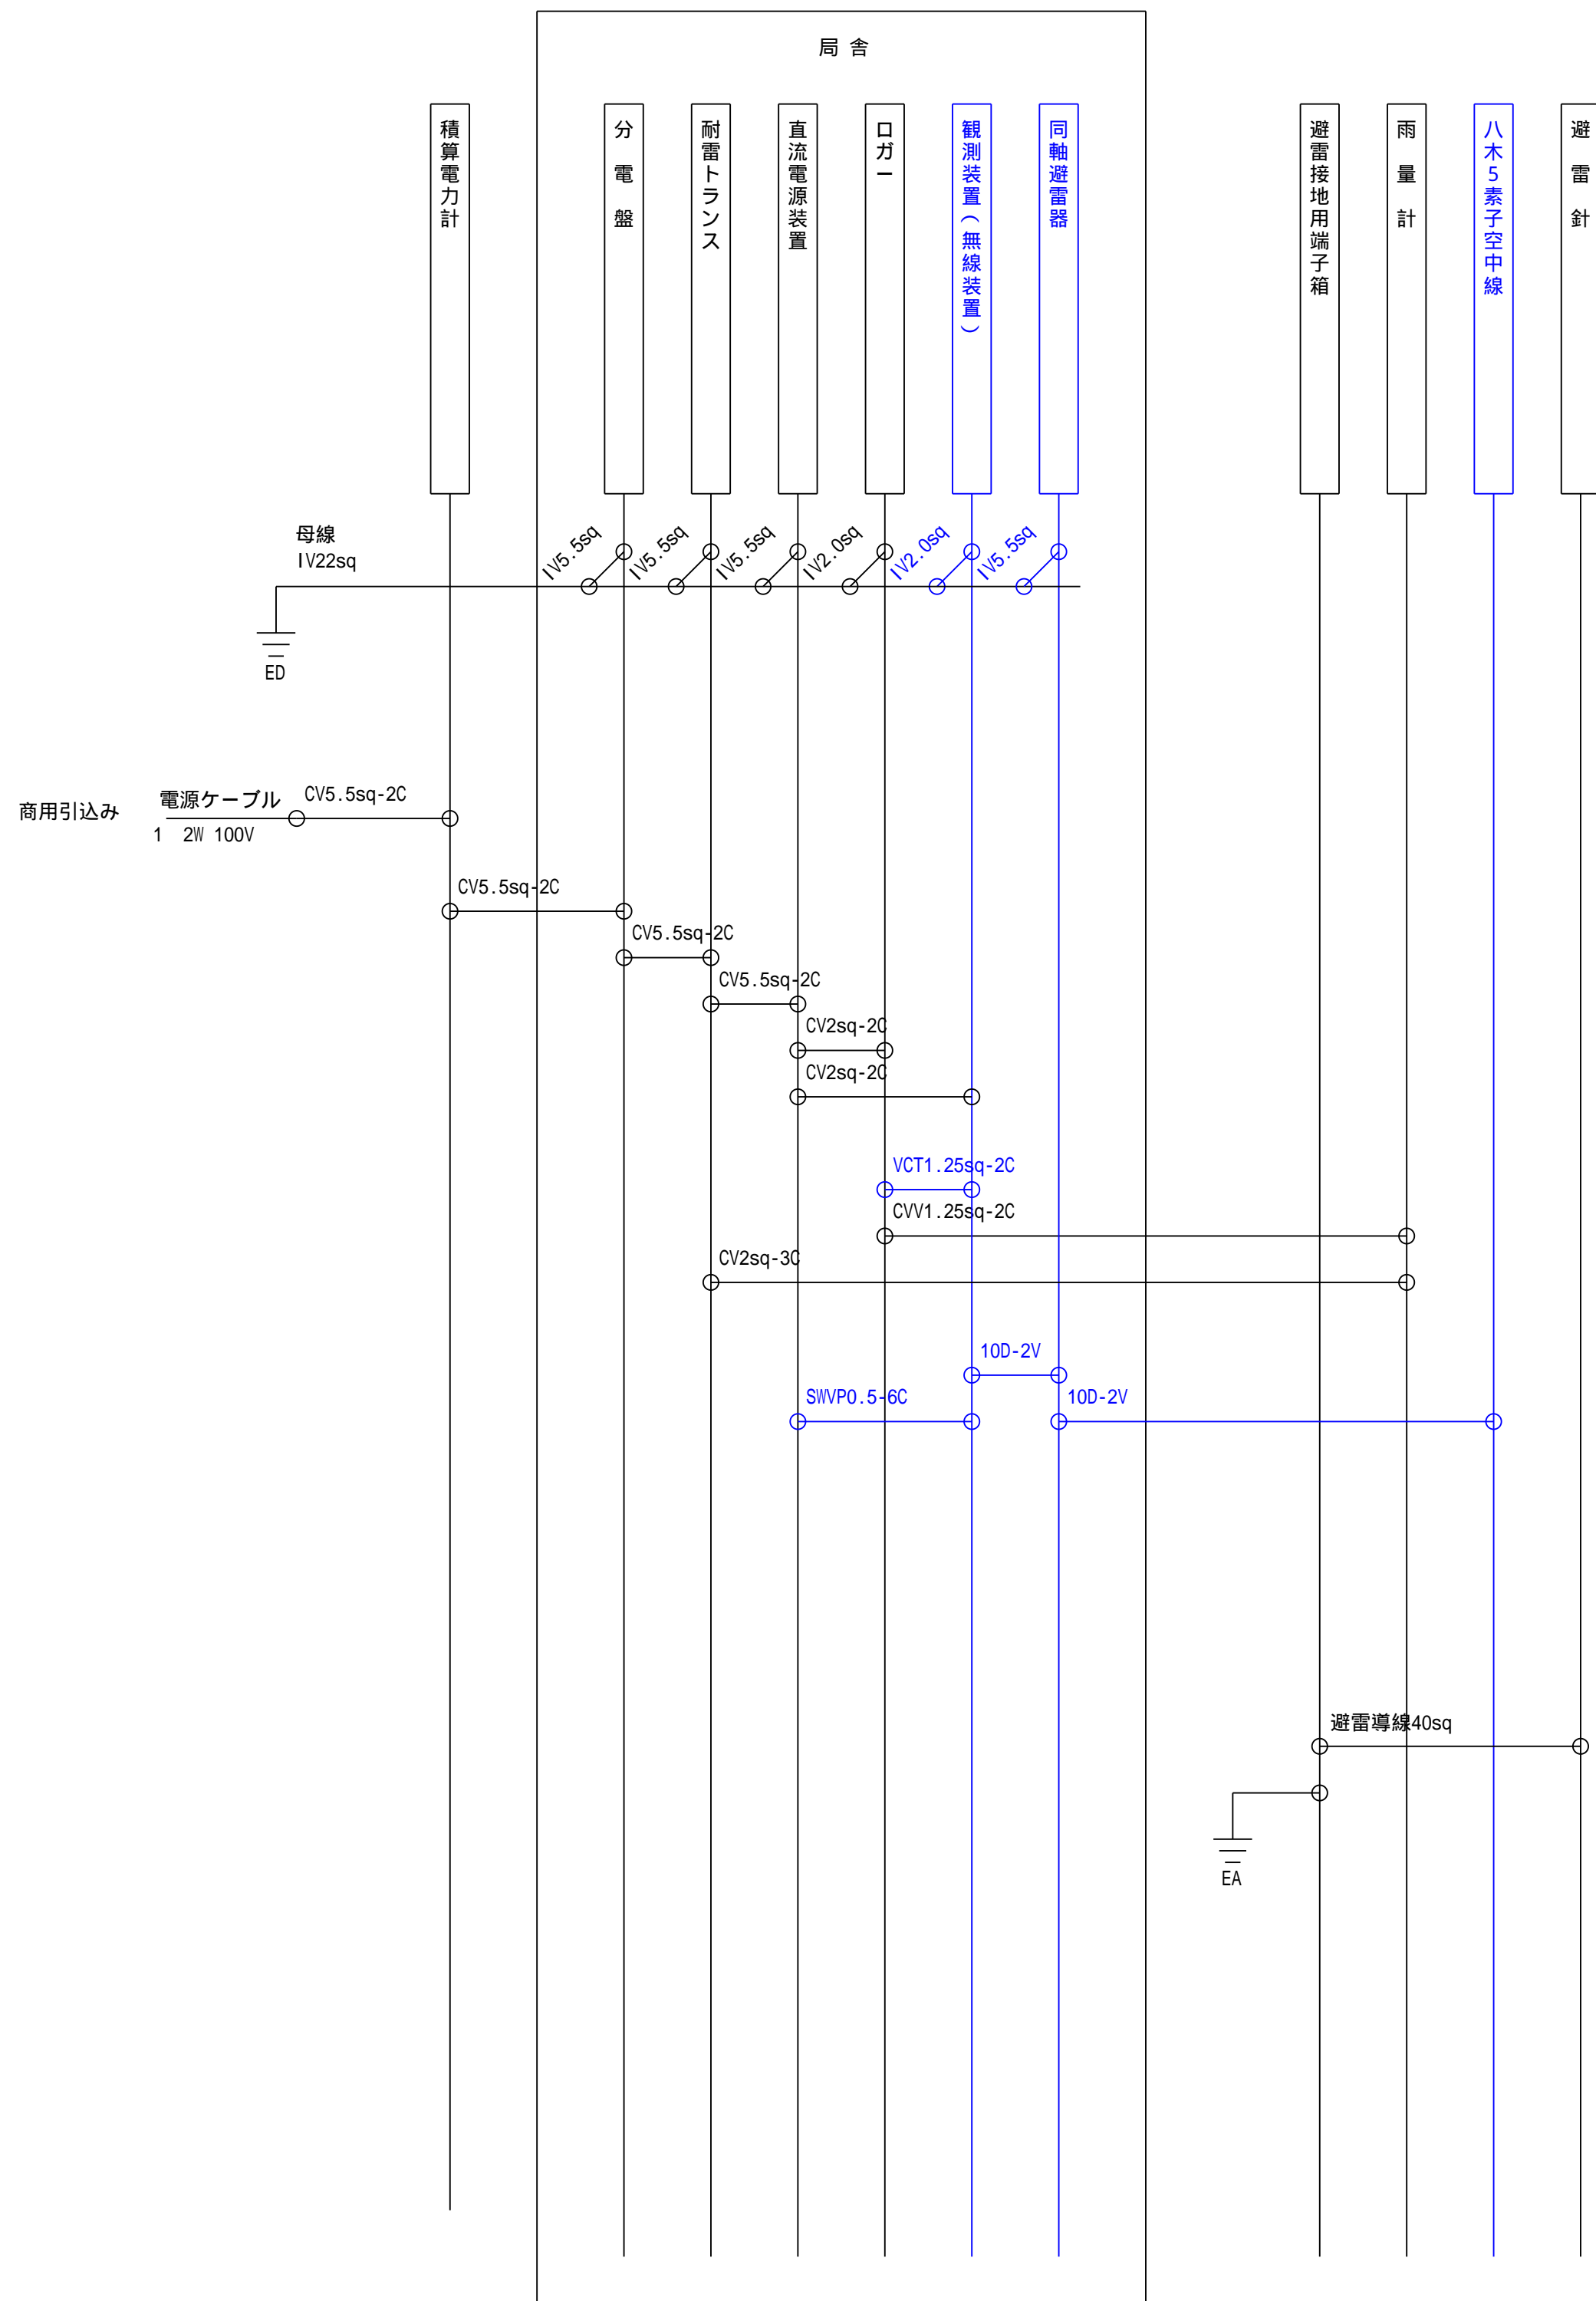 局 舎
積算電力計
分 電 盤
耐雷トランス
直流電源装置
ロガー
観測装置(無線装置)
同軸避雷器
避雷接地用端子箱
雨 量 計
八木5素子空中線
避 雷 針
母線
IV22sq
IV5.5sq
IV5.5sq
IV5.5sq
IV2.0sq
IV2.0sq
IV5.5sq
ED
商用引込み
電源ケーブル
CV5.5sq-2C
1 2W 100V
CV5.5sq-2C
CV5.5sq-2C
CV5.5sq-2C
CV2sq-2C
CV2sq-2C
VCT1.25sq-2C
CVV1.25sq-2C
CV2sq-3C
10D-2V
SWVP0.5-6C
10D-2V
避雷導線40sq
EA